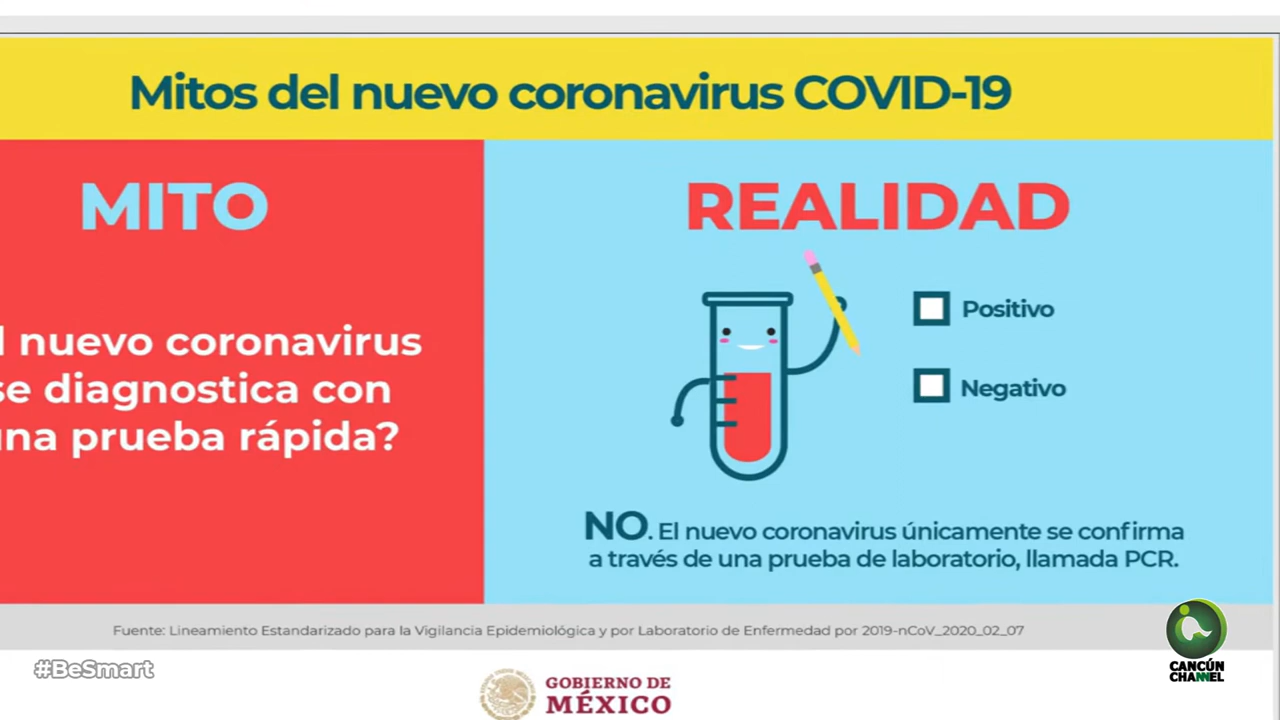 Mitos del nuevo coronavirus COVID-19
MITO
nuevo coronavirus
se diagnostica con
una prueba rápida?
REALIDAD
Positivo
Negativo
NO. El nuevo coronavirus únicamente se confirma
a través de una prueba de laboratorio, llamada PCR.
Fuente: Lineamiento Estandarizado para la Vigilancia Epidemiológica y por Laboratorio de Enfermedad por 2019-nCoV_2020_02_07
#BeSmart
GOBIERNO DE
MÉXICO
CANCÚN
CHANNEL